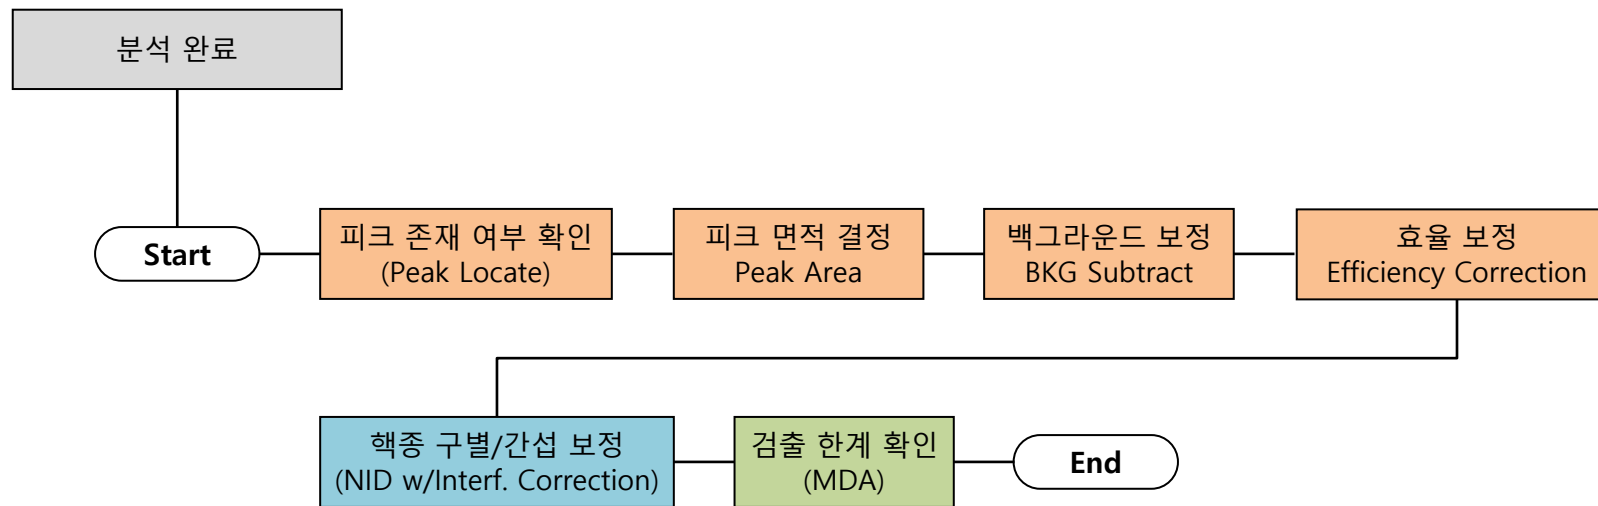 분석 완료
Start
피크 존재 여부 확인
(Peak Locate)
피크 면적 결정
Peak Area
백그라운드 보정
BKG Subtract
효율 보정
Efficiency Correction
핵종 구별/간섭 보정
(NID w/Interf. Correction)
검출 한계 확인
(MDA)
End